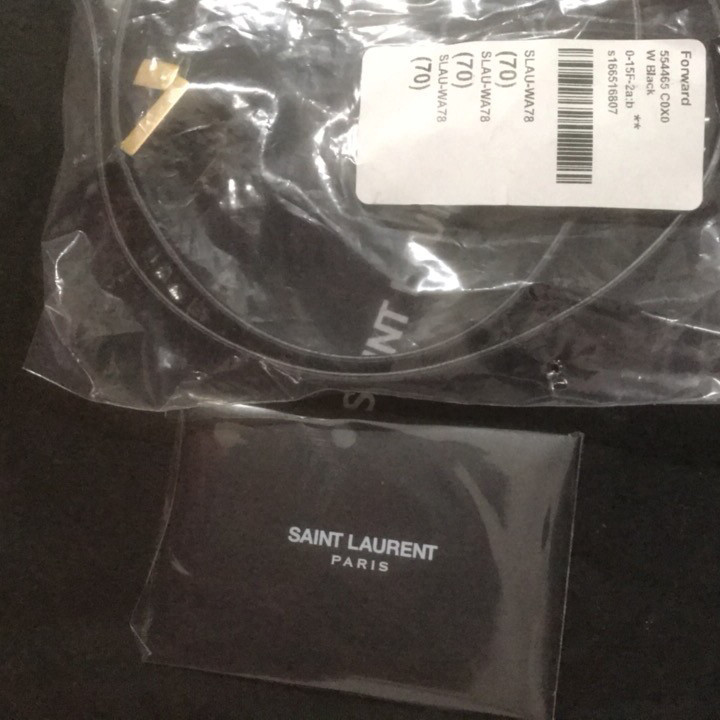 Forward
554465 C0X0
W Black
0-15F-2a:b **
s166516807
SLAU-WA78
(70)
SLAU-WA78
(70)
SLAU-WA78
(70)
SAINT
SAINT LAURENT
PARIS